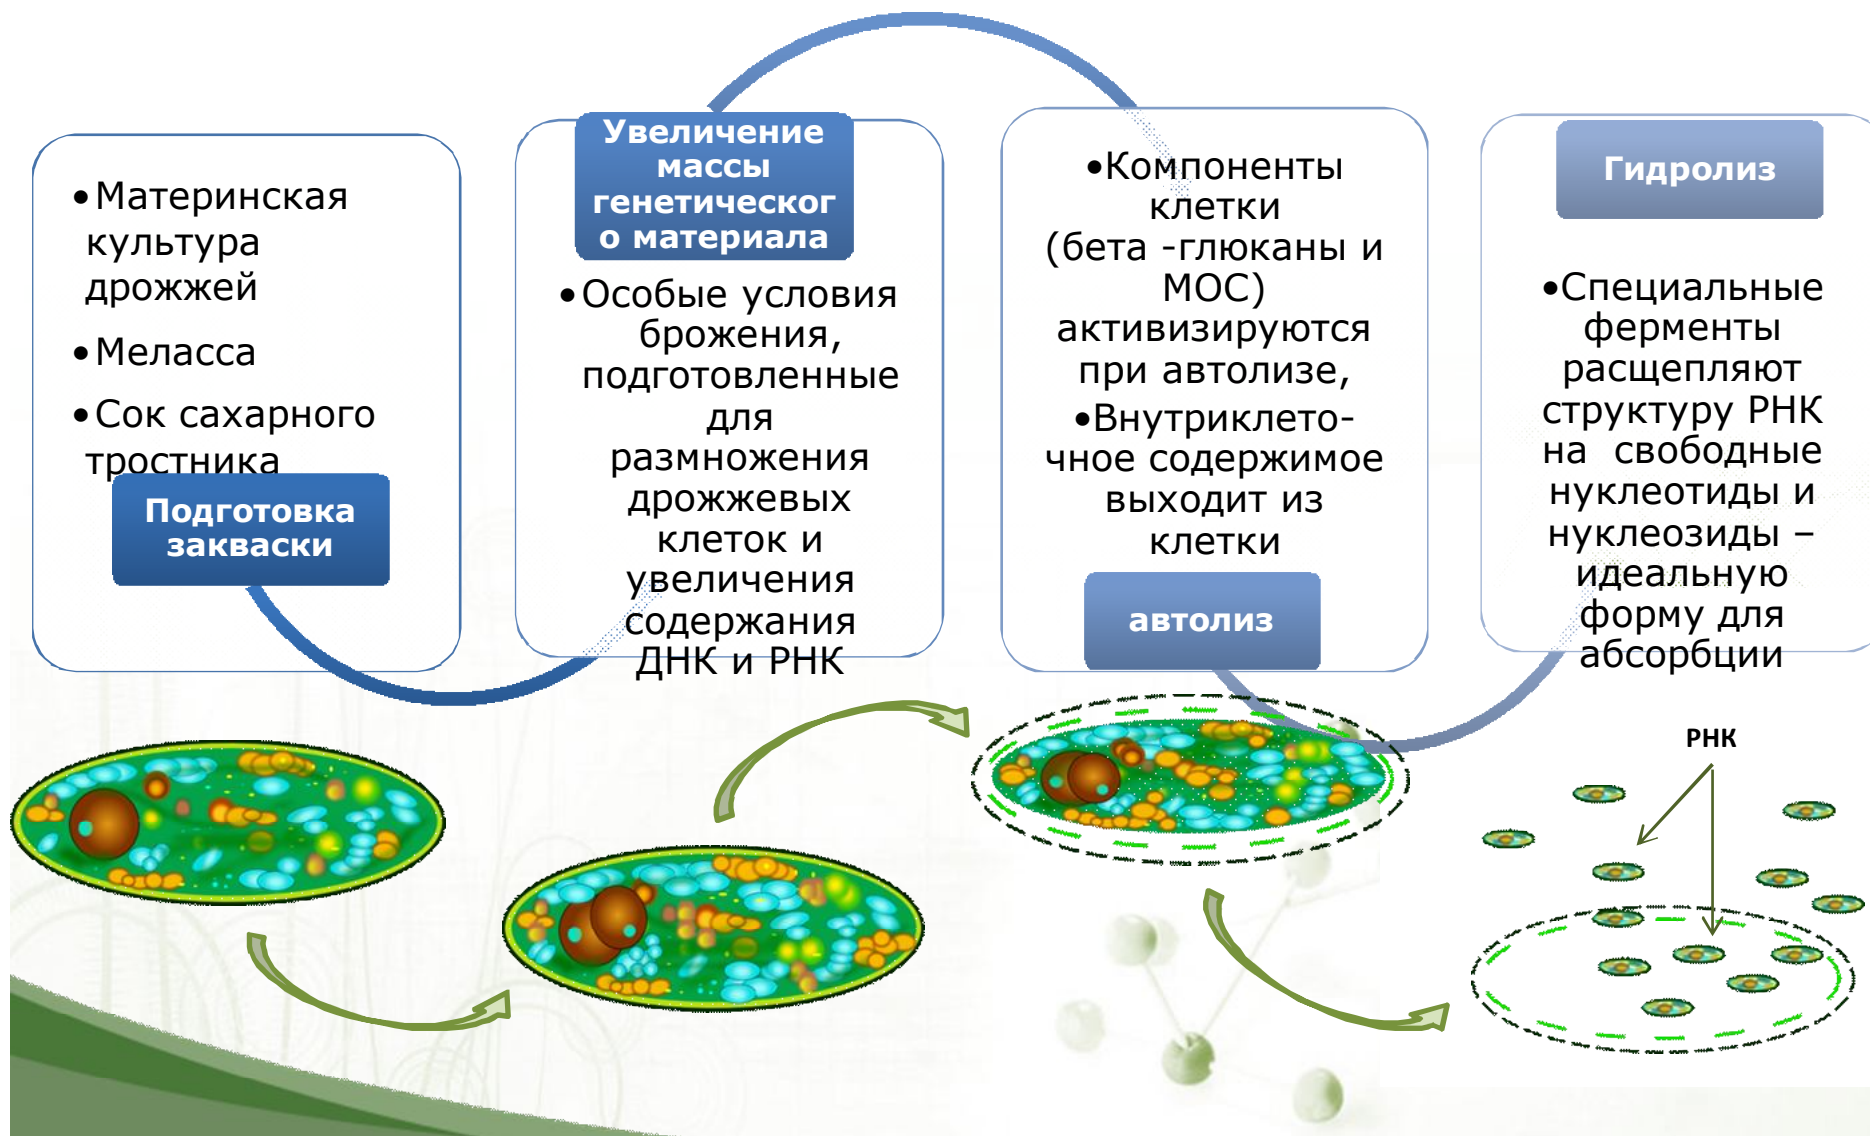 •Материнская
культура
дрожжей
•Меласса
•Сок сахарного
тростника
Подготовка
закваски
Увеличение
массы
генетическог
о материала
•Особые условия
брожения,
подготовленные
для
размножения
дрожжевых
клеток и
увеличения
содержания
ДНК и РНК
•Компоненты
клетки
(бета -глюканы и
МОС)
активизируются
при автолизе,
•Внутриклето-
чное содержимое
выходит из
клетки
автолиз
Гидролиз
•Специальные
ферменты
расщепляют
структуру РНК
на свободные
нуклеотиды и
нуклеозиды –
идеальную
форму для
абсорбции
РНК